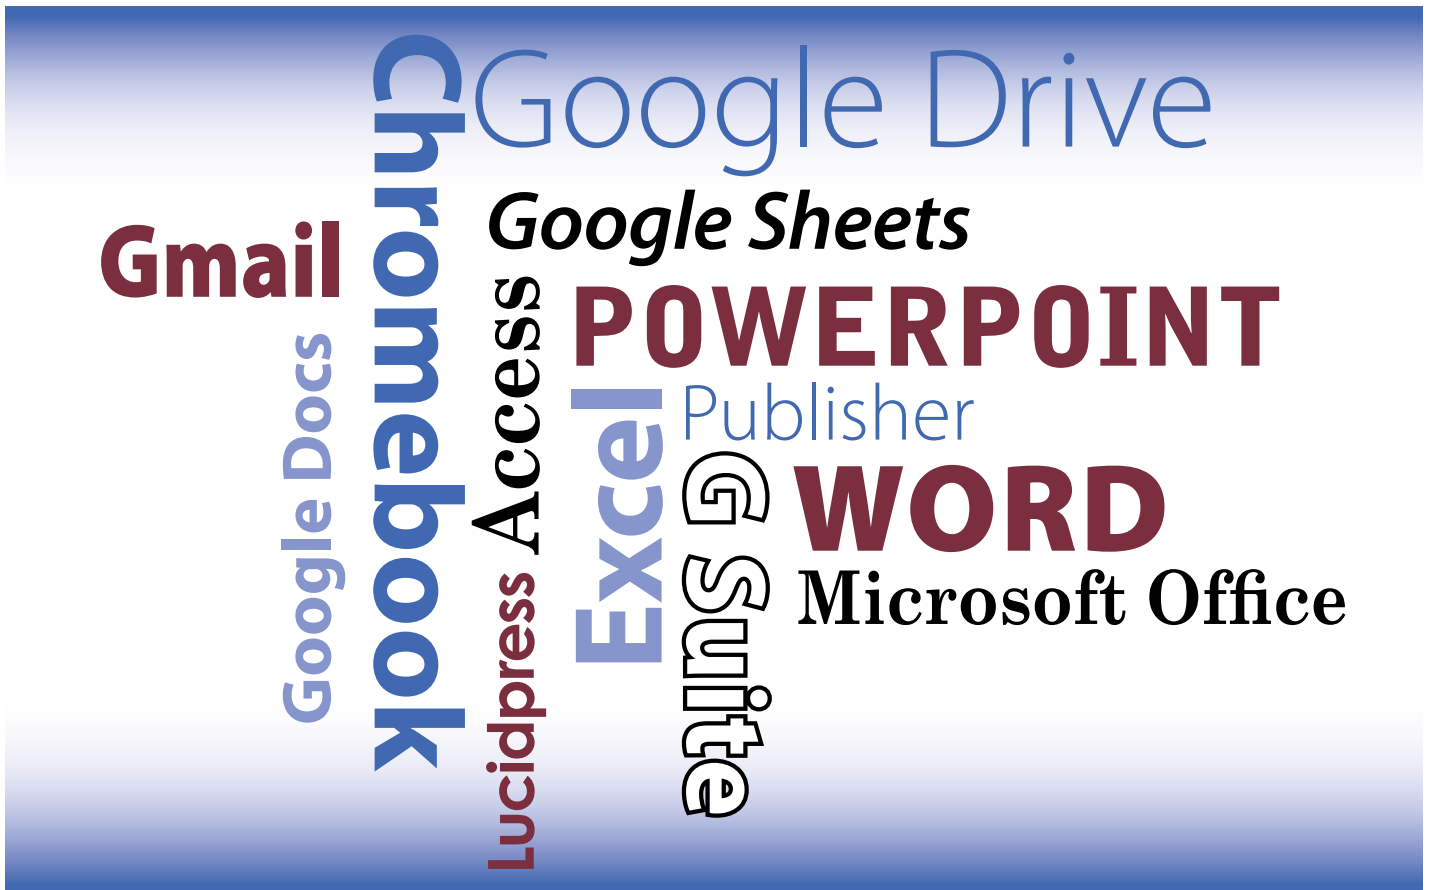 Chromebook
Google Drive
Google Sheets
Gmail
Access
POWERPOINT
Google Docs
Excel
Publisher
G Suite
WORD
Microsoft Office
Lucidpress